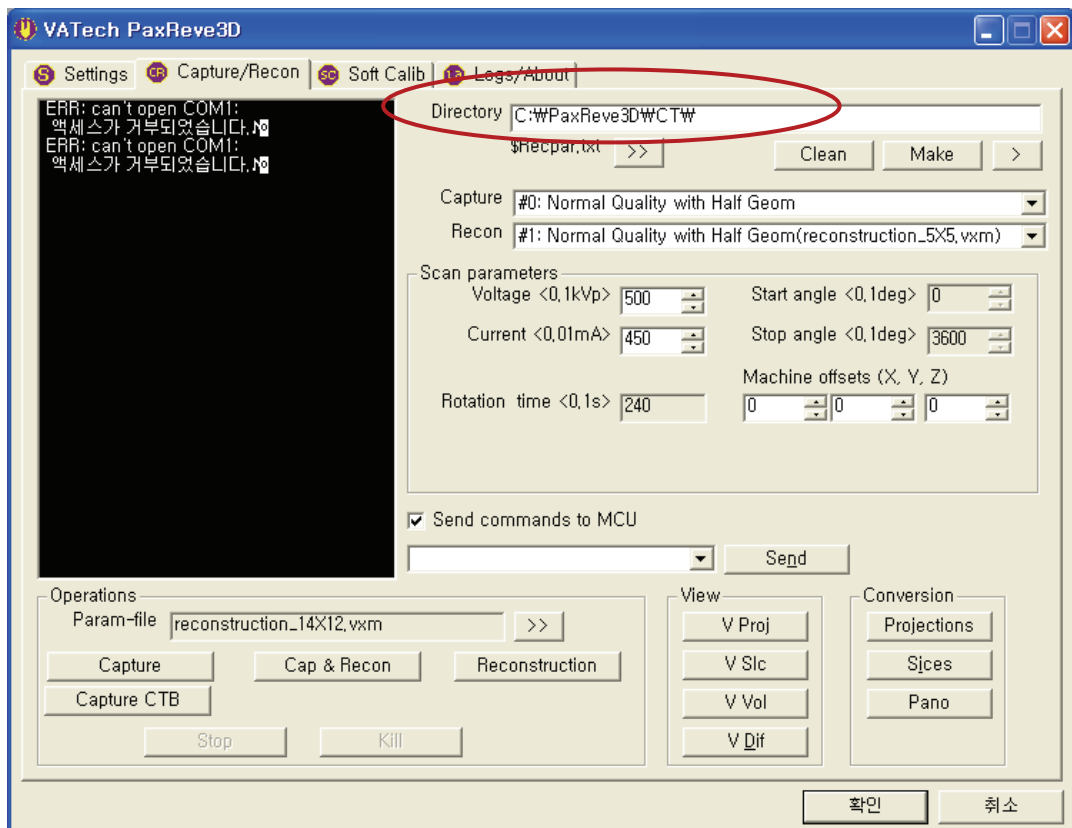 VATech PaxReve3D
Settings Capture/Recon Soft Calib Logs/About
ERR: can't open COM1:
액세스가 거부되었습니다.♪
ERR: can't open COM1:
액세스가 거부되었습니다.♪
Directory C:₩PaxReve3D₩CT₩
$Recpar.txt >>
Clean Make >
Capture #0: Normal Quality with Half Geom
Recon #1: Normal Quality with Half Geom(reconstruction_5X5.vxm)
Scan parameters
Voltage <0.1kVp> 500 Start angle <0.1deg> 0
Current <0.01mA> 450 Stop angle <0.1deg> 3600
Machine offsets (X, Y, Z)
Rotation time <0.1s> 240 0 0 0
Send commands to MCU
Send
Operations View Conversion
Param-file reconstruction_14X12.vxm >> V Proj Projections
Capture Cap & Recon Reconstruction V Slc Sices
Capture CTB V Vol Pano
Stop Kill V Dif
확인 취소